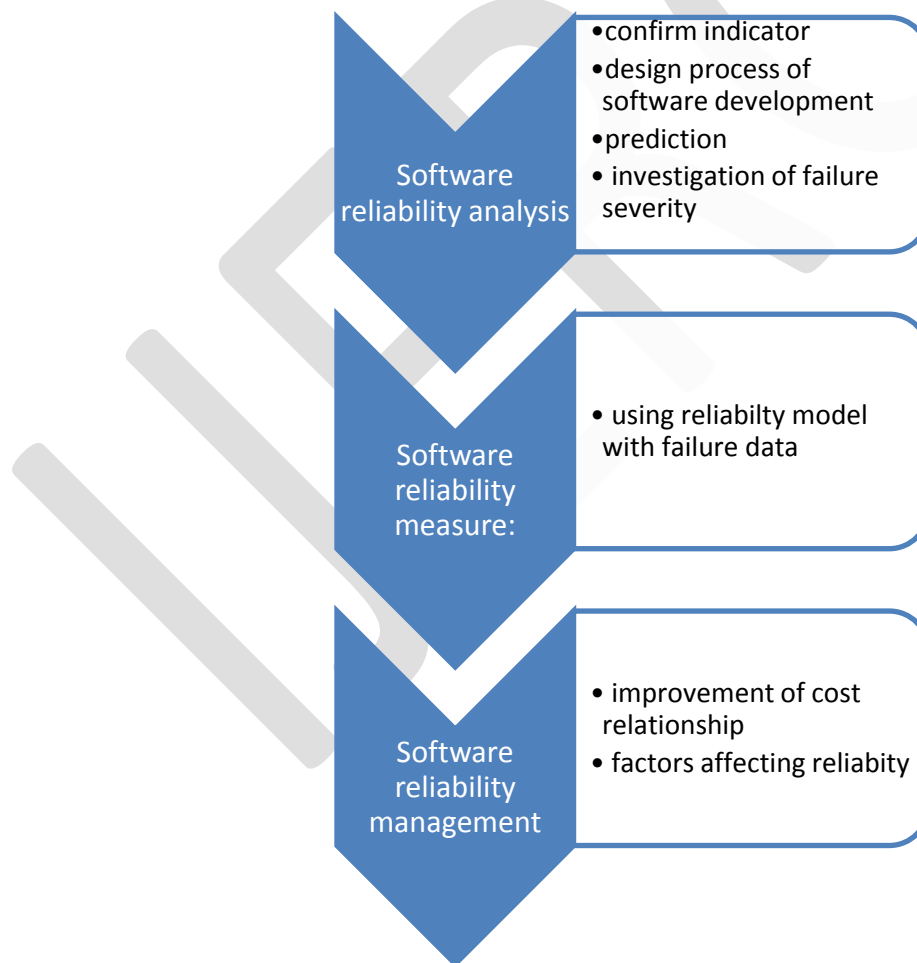 •confirm indicator
•design process of
software development
•prediction
• investigation of failure
severity
Software
reliability analysis
• using reliabilty model
with failure data
Software
reliability
measure:
• improvement of cost
relationship
• factors affecting reliabity
Software
reliability
management